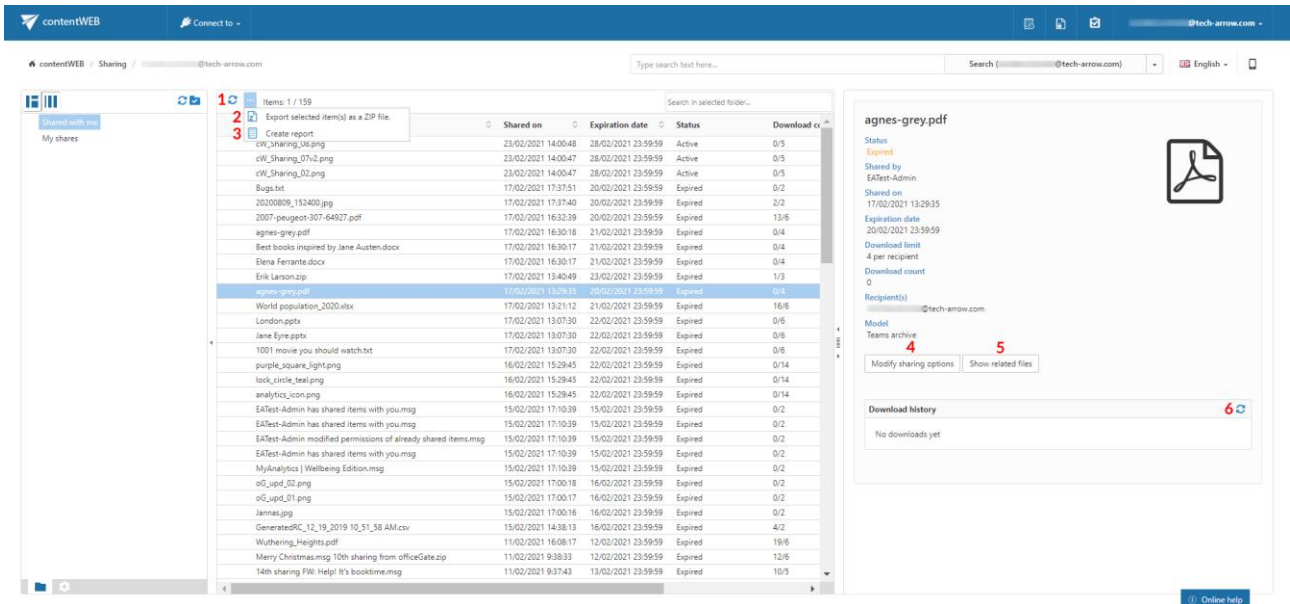 contentWEB Connect to @tech-arrow.com
contentWEB / Sharing / @tech-arrow.com Type search text here... Search ( @tech-arrow.com) English
1 Items: 1 / 159 Search in selected folder...
Shared with me
My shares
2 Export selected item(s) as a ZIP file.
3 Create report
Shared on Expiration date Status Download co
cW_Sharing_08.png 23/02/2021 14:00:48 28/02/2021 23:59:59 Active 0/5
cW_Sharing_07v2.png 23/02/2021 14:00:47 28/02/2021 23:59:59 Active 0/5
cW_Sharing_02.png 23/02/2021 14:00:47 28/02/2021 23:59:59 Active 0/5
Bugs.txt 17/02/2021 17:37:51 20/02/2021 23:59:59 Expired 0/2
20200809_152400.jpg 17/02/2021 17:37:40 20/02/2021 23:59:59 Expired 2/2
2007-peugeot-307-64927.pdf 17/02/2021 16:32:39 20/02/2021 23:59:59 Expired 13/6
agnes-grey.pdf 17/02/2021 16:30:18 21/02/2021 23:59:59 Expired 0/4
Best books inspired by Jane Austen.docx 17/02/2021 16:30:17 21/02/2021 23:59:59 Expired 0/4
Elena Ferrante.docx 17/02/2021 16:30:17 21/02/2021 23:59:59 Expired 0/4
Erik Larson.zip 17/02/2021 13:40:49 23/02/2021 23:59:59 Expired 1/3
agnes-grey.pdf 17/02/2021 13:29:35 20/02/2021 23:59:59 Expired 0/4
World population_2020.xlsx 17/02/2021 13:21:12 21/02/2021 23:59:59 Expired 16/6
London.pptx 17/02/2021 13:07:30 22/02/2021 23:59:59 Expired 0/6
Jane Eyre.pptx 17/02/2021 13:07:30 22/02/2021 23:59:59 Expired 0/6
1001 movie you should watch.txt 17/02/2021 13:07:30 22/02/2021 23:59:59 Expired 0/6
purple_square_light.png 16/02/2021 15:29:45 22/02/2021 23:59:59 Expired 0/14
lock_circle_teal.png 16/02/2021 15:29:45 22/02/2021 23:59:59 Expired 0/14
analytics_icon.png 16/02/2021 15:29:45 22/02/2021 23:59:59 Expired 0/14
EATest-Admin has shared items with you.msg 15/02/2021 17:10:39 15/02/2021 23:59:59 Expired 0/2
EATest-Admin modified permissions of already shared items.msg 15/02/2021 17:10:39 15/02/2021 23:59:59 Expired 0/2
EATest-Admin has shared items with you.msg 15/02/2021 17:10:39 15/02/2021 23:59:59 Expired 0/2
MyAnalytics | Wellbeing Edition.msg 15/02/2021 17:10:39 15/02/2021 23:59:59 Expired 0/2
oG_upd_02.png 15/02/2021 17:00:18 16/02/2021 23:59:59 Expired 0/2
oG_upd_01.png 15/02/2021 17:00:17 16/02/2021 23:59:59 Expired 0/2
Jannas.jpg 15/02/2021 17:00:16 16/02/2021 23:59:59 Expired 0/2
GeneratedRC_12_19_2019 10_51_58 AM.csv 15/02/2021 14:38:13 16/02/2021 23:59:59 Expired 4/2
Wuthering_Heights.pdf 11/02/2021 16:08:17 12/02/2021 23:59:59 Expired 19/6
Merry Christmas.msg 10th sharing from officeGate.zip 11/02/2021 9:38:33 12/02/2021 23:59:59 Expired 12/6
14th sharing FW: Help! It's booktime.msg 11/02/2021 9:37:43 13/02/2021 23:59:59 Expired 10/5
agnes-grey.pdf
Status
Expired
Shared by
EATest-Admin
Shared on
17/02/2021 13:29:35
Expiration date
20/02/2021 23:59:59
Download limit
4 per recipient
Download count
0
Recipient(s)
@tech-arrow.com
Model
Teams archive
4 5
Modify sharing options Show related files
Download history 6
No downloads yet
Online help